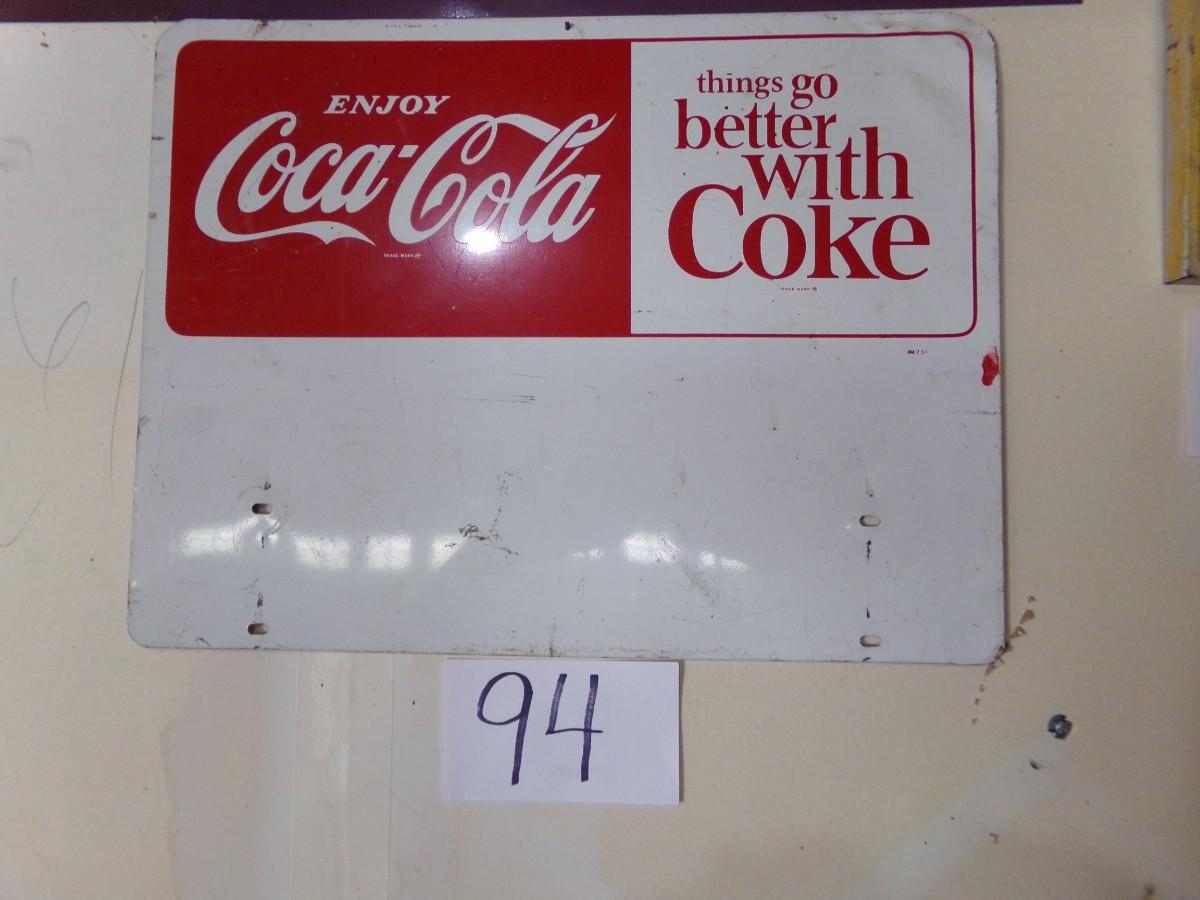 ENJOY
Coca-Cola
TRADE MARK ®
things go
better
with
Coke
TRADE MARK ®
94